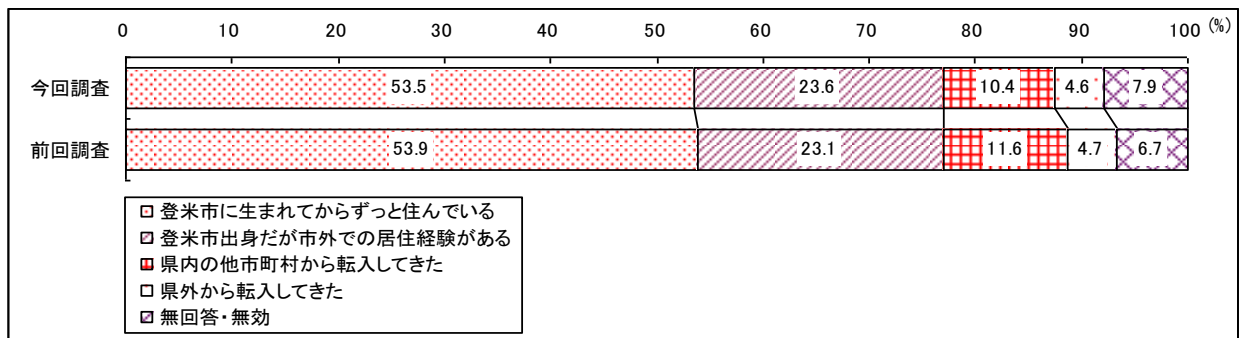 0 10 20 30 40 50 60 70 80 90 100 (%)
今回調査 53.5 23.6 10.4 4.6 7.9
前回調査 53.9 23.1 11.6 4.7 6.7
登米市に生まれてからずっと住んでいる
登米市出身だが市外での居住経験がある
県内の他市町村から転入してきた
県外から転入してきた
無回答・無効